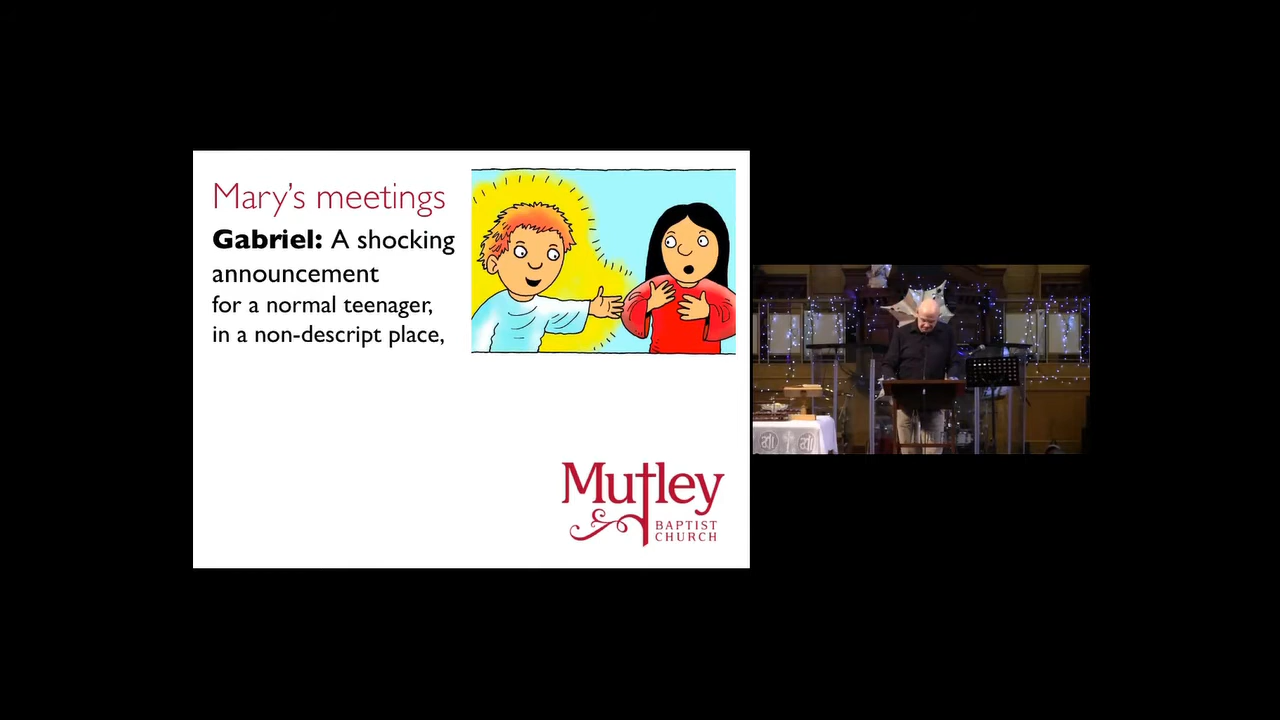 Mary's meetings
Gabriel: A shocking
announcement
for a normal teenager,
in a non-descript place,
Mutley
BAPTIST
CHURCH